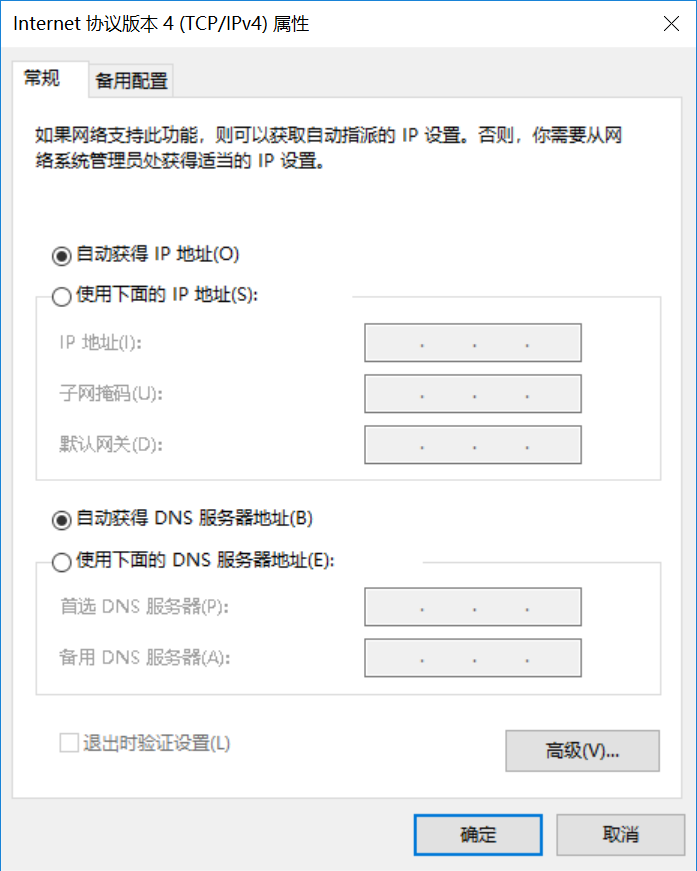 Internet 协议版本 4 (TCP/IPv4) 属性
常规
备用配置
如果网络支持此功能，则可以获取自动指派的 IP 设置。否则，你需要从网
络系统管理员处获得适当的 IP 设置。
自动获得 IP 地址(O)
使用下面的 IP 地址(S):
IP 地址(I):
子网掩码(U):
默认网关(D):
自动获得 DNS 服务器地址(B)
使用下面的 DNS 服务器地址(E):
首选 DNS 服务器(P):
备用 DNS 服务器(A):
退出时验证设置(L)
高级(V)...
确定
取消